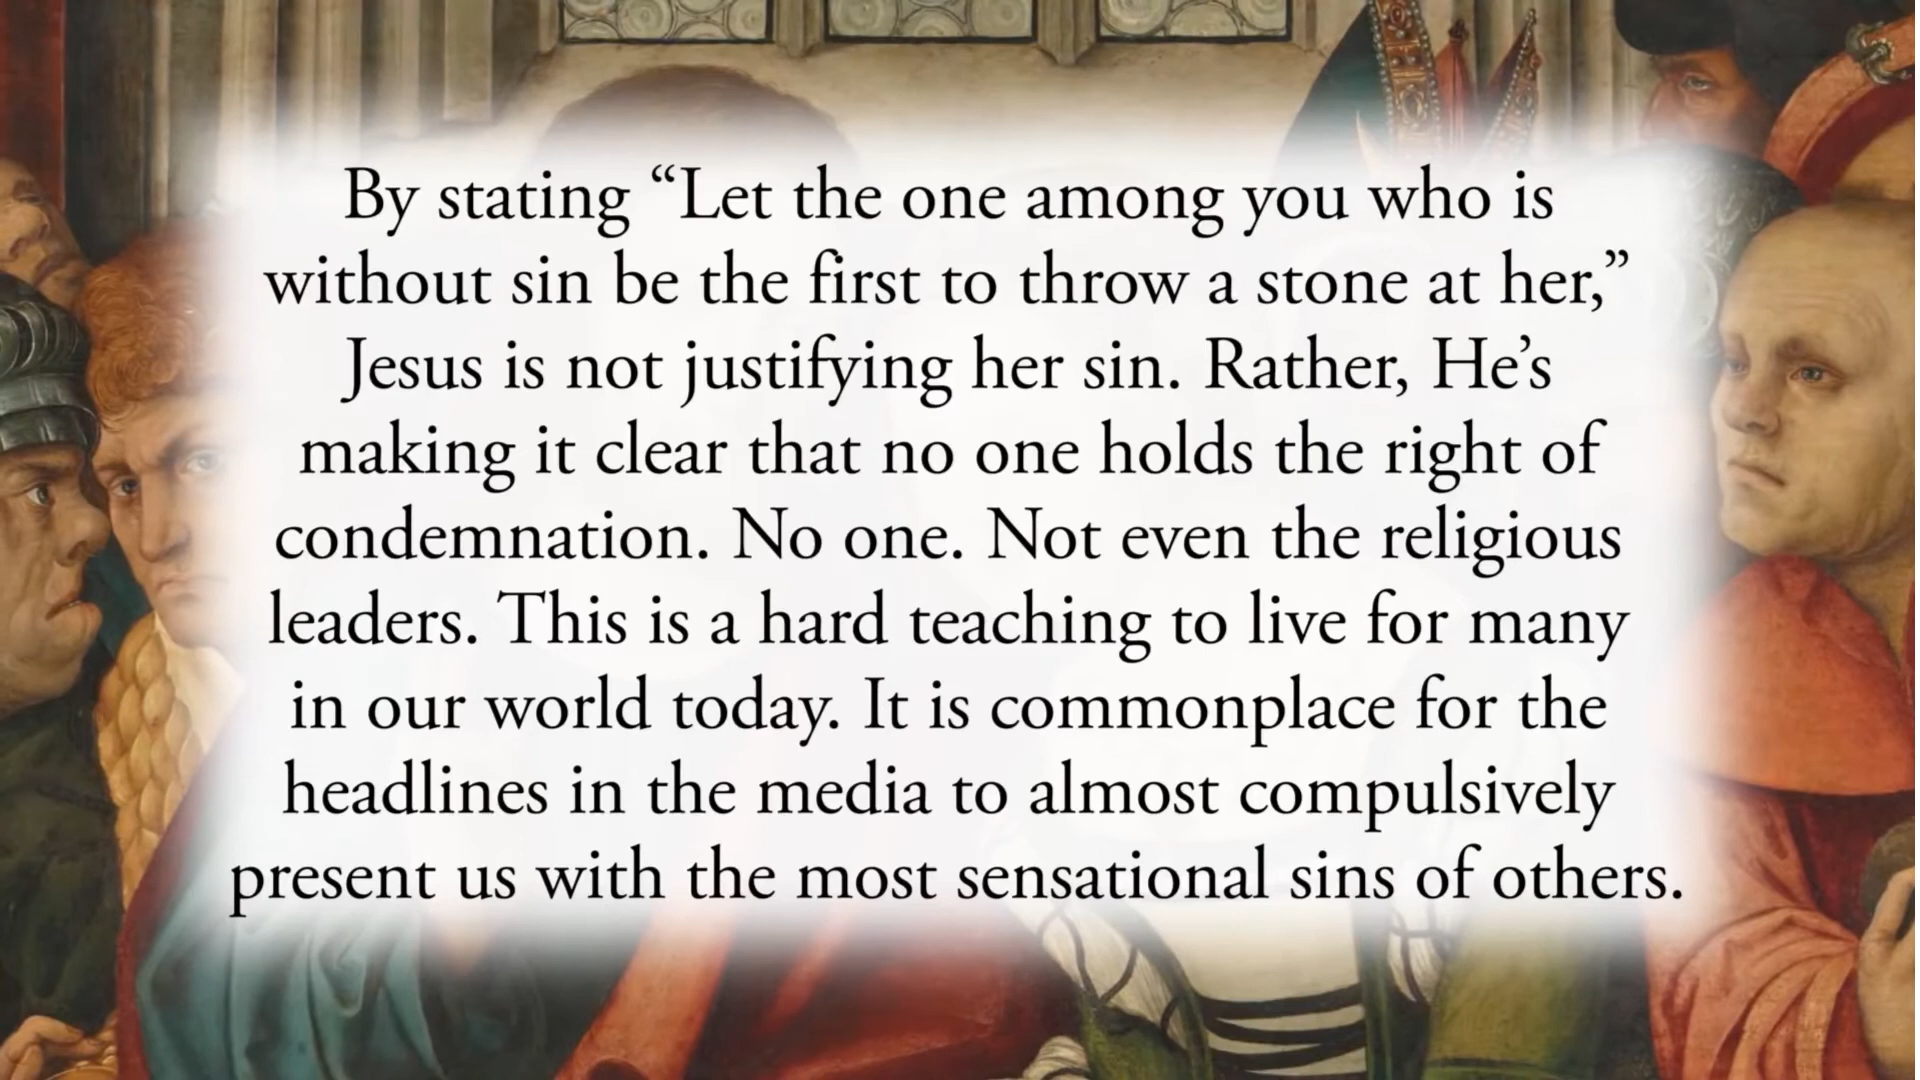 By stating “Let the one among you who is
without sin be the first to throw a stone at her,”
Jesus is not justifying her sin. Rather, He’s
making it clear that no one holds the right of
condemnation. No one. Not even the religious
leaders. This is a hard teaching to live for many
in our world today. It is commonplace for the
headlines in the media to almost compulsively
present us with the most sensational sins of others.